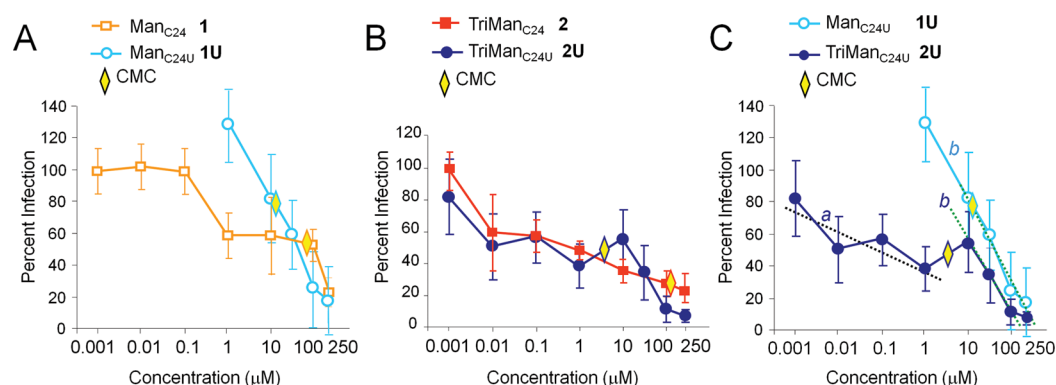 A
Man_C24 1
Man_C24U 1U
CMC
Percent Infection
140
120
100
80
60
40
20
0
0.001 0.01 0.1 1 10 100 250
Concentration (μM)
B
TriMan_C24 2
TriMan_C24U 2U
CMC
Percent Infection
120
100
80
60
40
20
0
0.001 0.01 0.1 1 10 100 250
Concentration (μM)
C
Man_C24U 1U
TriMan_C24U 2U
CMC
Percent Infection
140
120
100
80
60
40
20
0
b
a
b
0.001 0.01 0.1 1 10 100 250
Concentration (μM)